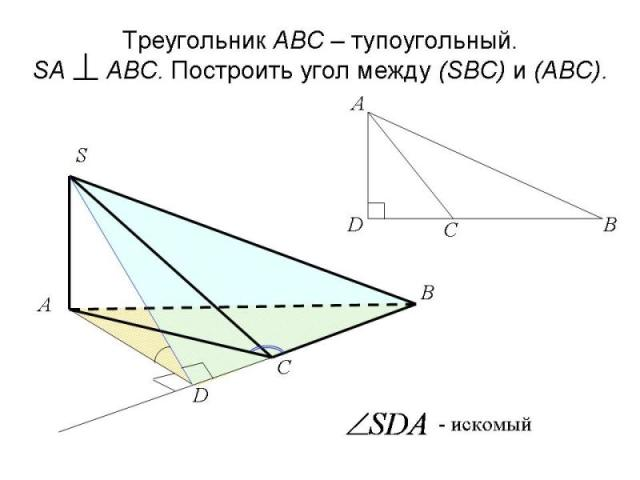 Треугольник ABC – тупоугольный.
SA ⊥ ABC. Построить угол между (SBC) и (ABC).
A
D
C
B
S
A
B
C
D
∠SDA - искомый